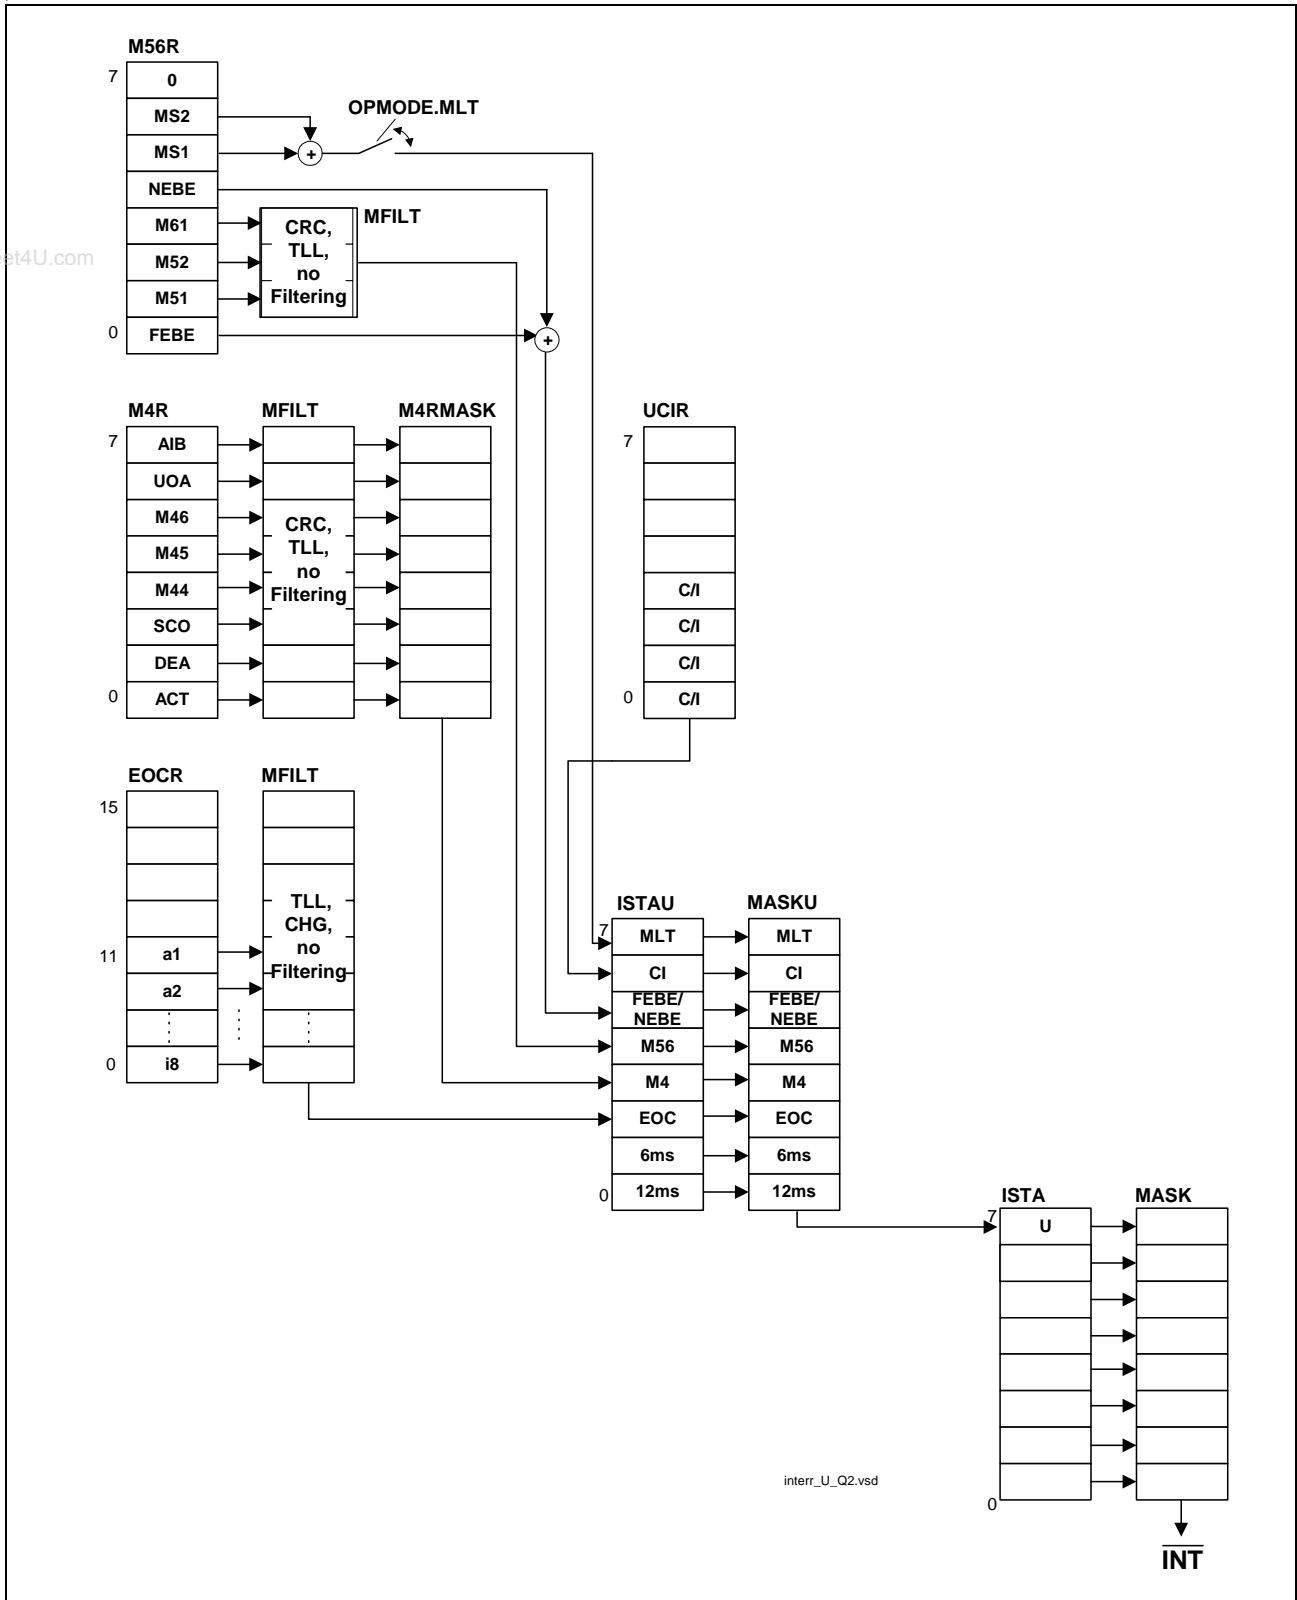 M56R
7
0
MS2
OPMODE.MLT
MS1
+
NEBE
M61
MFILT
CRC,
TLL,
no
Filtering
M52
M51
0
FEBE
+
et4U.com
M4R
MFILT
M4RMASK
UCIR
7
AIB
UOA
M46
M45
M44
SCO
DEA
0
ACT
CRC,
TLL,
no
Filtering
7
C/I
C/I
C/I
0
C/I
EOCR
MFILT
15
11
a1
a2
0
i8
TLL,
CHG,
no
Filtering
ISTAU
MASKU
7
MLT
MLT
CI
CI
FEBE/
NEBE
FEBE/
NEBE
M56
M56
M4
M4
EOC
EOC
6ms
6ms
0
12ms
12ms
ISTA
MASK
7
U
0
interr_U_Q2.vsd
INT